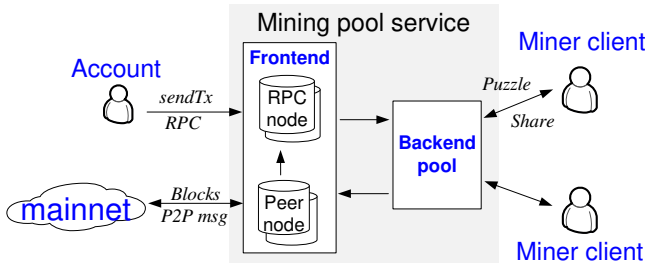 Mining pool service
Account
sendTx
RPC
Frontend
RPC
node
Peer
node
Blocks
P2P msg
mainnet
Backend
pool
Miner client
Puzzle
Share
Miner client